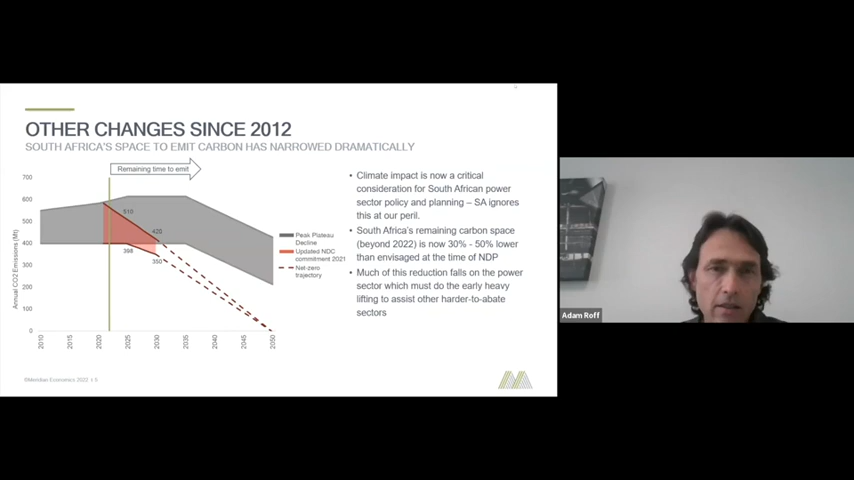 OTHER CHANGES SINCE 2012
SOUTH AFRICA'S SPACE TO EMIT CARBON HAS NARROWED DRAMATICALLY
Remaining time to emit
700
600
500
400
300
200
100
0
Annual CO2 Emissions (Mt)
510
420
398
350
2010
2015
2020
2025
2030
2035
2040
2045
2050
Peak Plateau
Decline
Updated NDC
commitment 2021
Net-zero
trajectory
• Climate impact is now a critical
consideration for South African power
sector policy and planning – SA ignores
this at our peril.
• South Africa's remaining carbon space
(beyond 2022) is now 30% - 50% lower
than envisaged at the time of NDP
• Much of this reduction falls on the power
sector which must do the early heavy
lifting to assist other harder-to-abate
sectors
©Meridian Economics 2022 | 5
Adam Roff